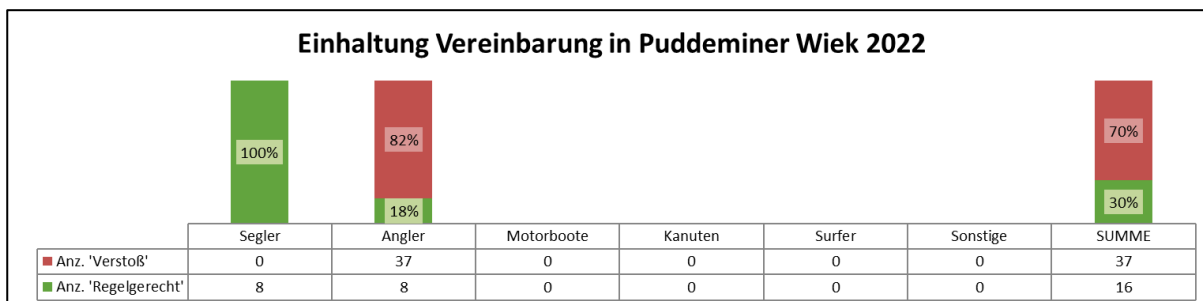 Einhaltung Vereinbarung in Puddeminer Wiek 2022
100%
82%
18%
70%
30%
Segler Angler Motorboote Kanuten Surfer Sonstige SUMME
Anz. 'Verstoß' 0 37 0 0 0 0 37
Anz. 'Regelgerecht' 8 8 0 0 0 0 16